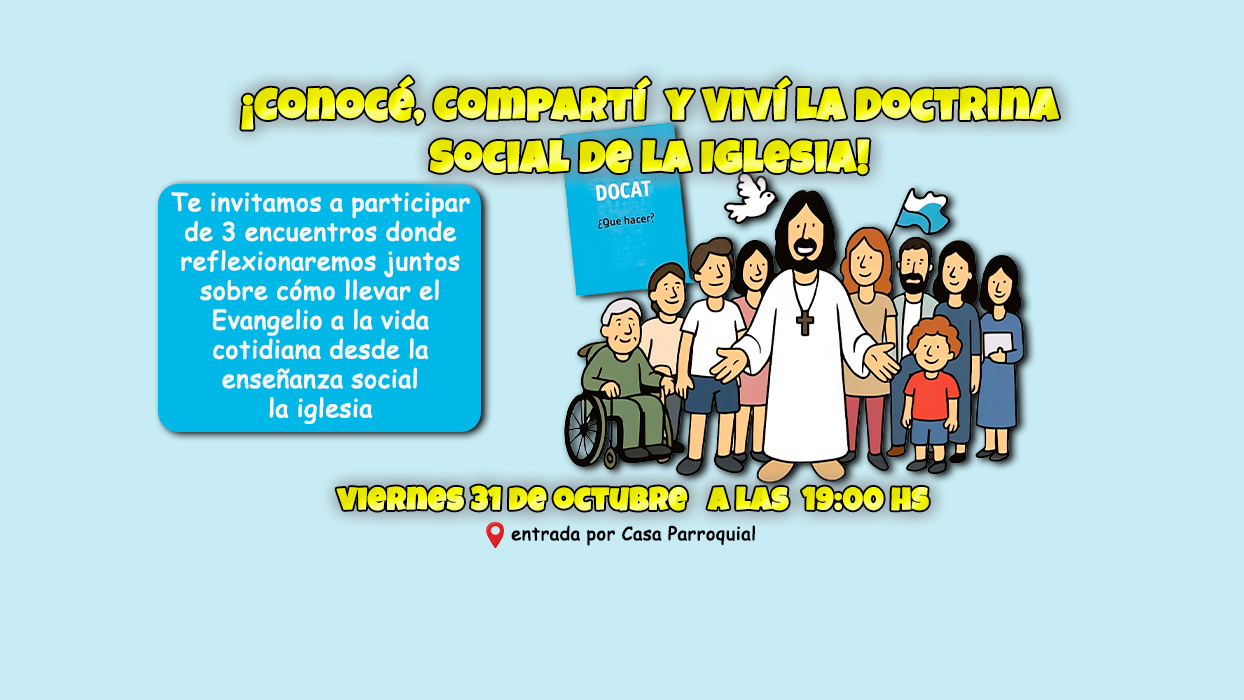 ¡Conocé, compartí y viví la Doctrina
Social de la Iglesia!
Te invitamos a participar
de 3 encuentros donde
reflexionaremos juntos
sobre cómo llevar el
Evangelio a la vida
cotidiana desde la
enseñanza social
la iglesia
DOCAT
¿Que hacer?
Viernes 31 de octubre a las 19:00 hs
entrada por Casa Parroquial